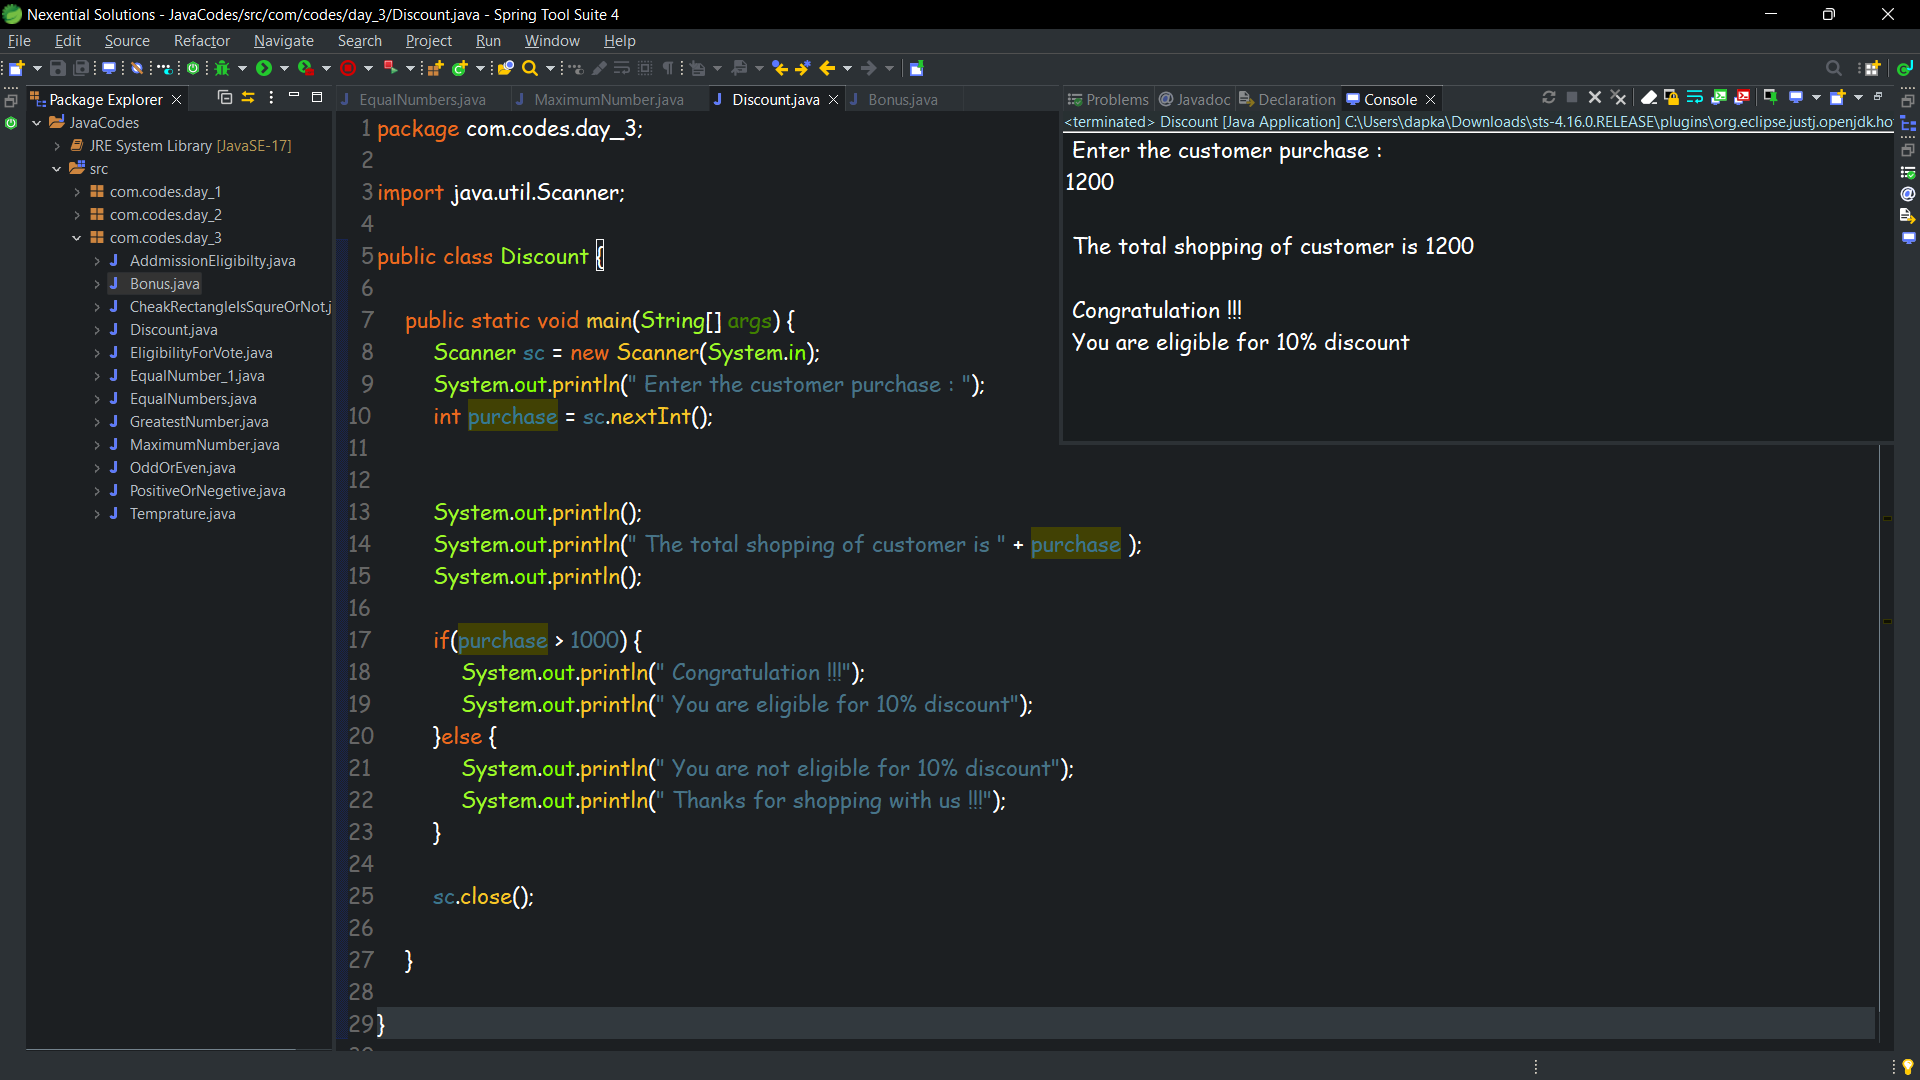 Nexential Solutions - JavaCodes/src/com/codes/day_3/Discount.java - Spring Tool Suite 4
File Edit Source Refactor Navigate Search Project Run Window Help
Package Explorer
JavaCodes
JRE System Library [JavaSE-17]
src
com.codes.day_1
com.codes.day_2
com.codes.day_3
AddmissionEligibilty.java
Bonus.java
CheakRectangleIsSqureOrNot.j
Discount.java
EligibilityForVote.java
EqualNumber_1.java
EqualNumbers.java
GreatestNumber.java
MaximumNumber.java
OddOrEven.java
PositiveOrNegetive.java
Temprature.java
EqualNumbers.java MaximumNumber.java Discount.java Bonus.java
1 package com.codes.day_3;
2
3 import java.util.Scanner;
4
5 public class Discount {
6
7 public static void main(String[] args) {
8 Scanner sc = new Scanner(System.in);
9 System.out.println(" Enter the customer purchase : ");
10 int purchase = sc.nextInt();
11
12
13 System.out.println();
14 System.out.println(" The total shopping of customer is " + purchase );
15 System.out.println();
16
17 if(purchase > 1000) {
18 System.out.println(" Congratulation !!!");
19 System.out.println(" You are eligible for 10% discount");
20 }else {
21 System.out.println(" You are not eligible for 10% discount");
22 System.out.println(" Thanks for shopping with us !!!");
23 }
24
25 sc.close();
26
27 }
28
29 }
Problems Javadoc Declaration Console
<terminated> Discount [Java Application] C:\Users\dapka\Downloads\sts-4.16.0.RELEASE\plugins\org.eclipse.justj.openjdk.ho
Enter the customer purchase :
1200
The total shopping of customer is 1200
Congratulation !!!
You are eligible for 10% discount